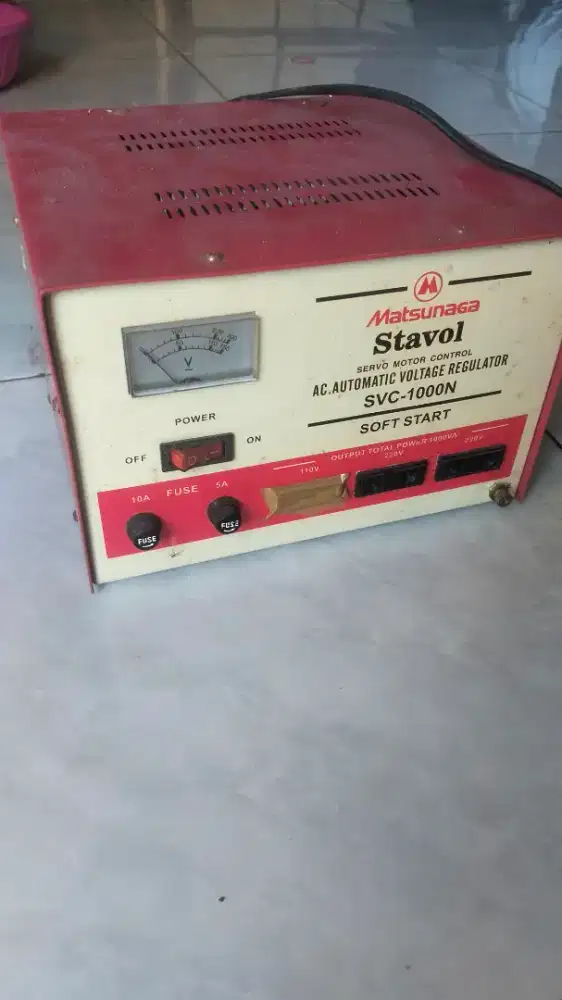 Matsunaga
Stavol
SERVO MOTOR CONTROL
AC.AUTOMATIC VOLTAGE REGULATOR
SVC-1000N
SOFT START
V
POWER
OFF
ON
OUTPUT TOTAL POWER 1000VA
110V
220V
220V
10A
FUSE
5A
FUSE
FUSE